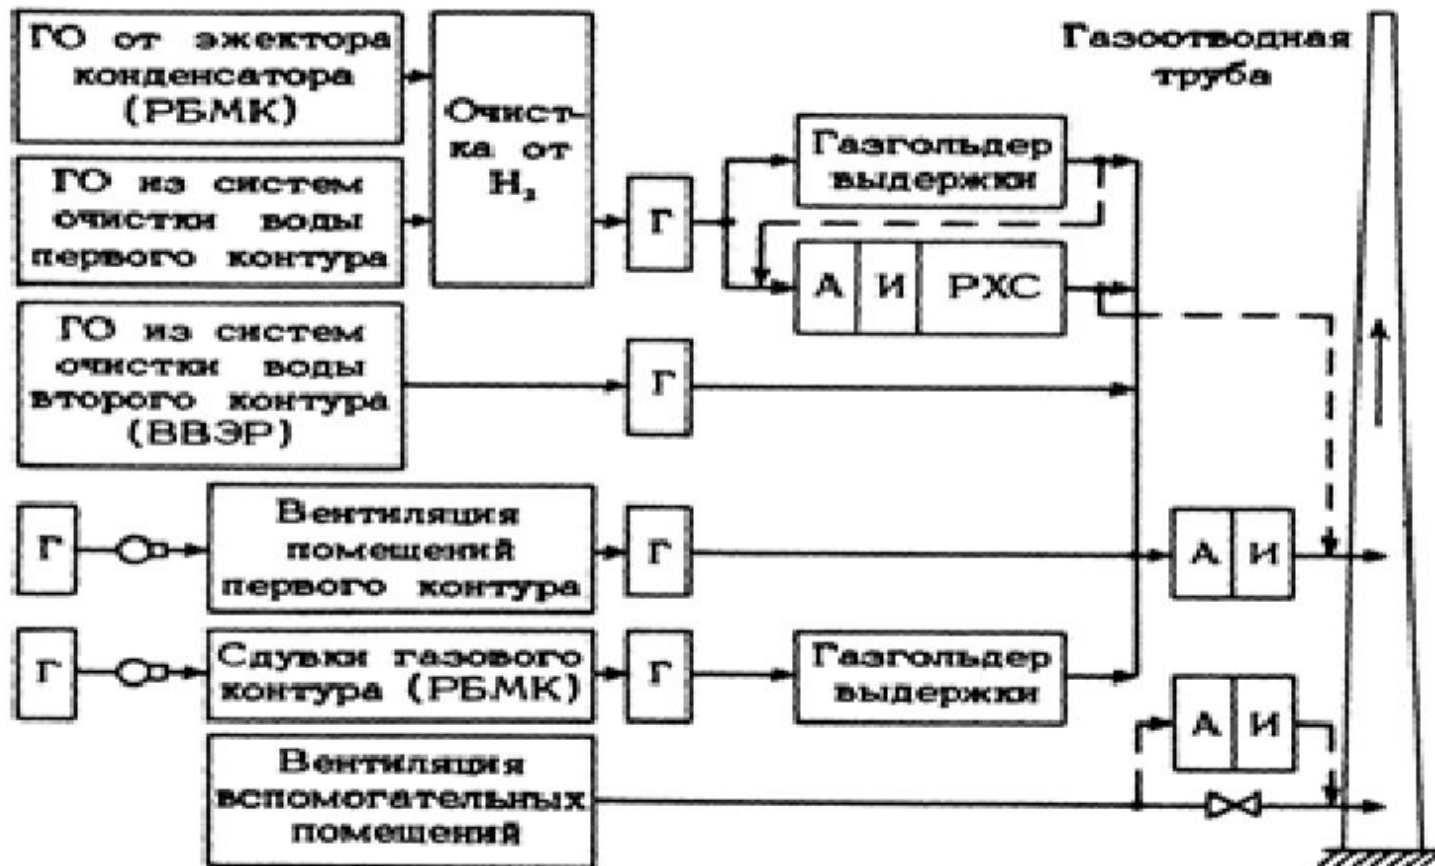 ГО от эжектора
конденсатора
(РБМК)
ГО из систем
очистки воды
первого контура
ГО из систем
очистки воды
второго контура
(ВВЭР)
Очист-
ка от
H₂
Г
Газгольдер
выдержки
А И РХС
Г
Газоотводная
труба
Г
Вентиляция
помещений
первого контура
Г
А И
Г
Сдувки газового
контура (РБМК)
Г
Газгольдер
выдержки
А И
Вентиляция
вспомогательных
помещений